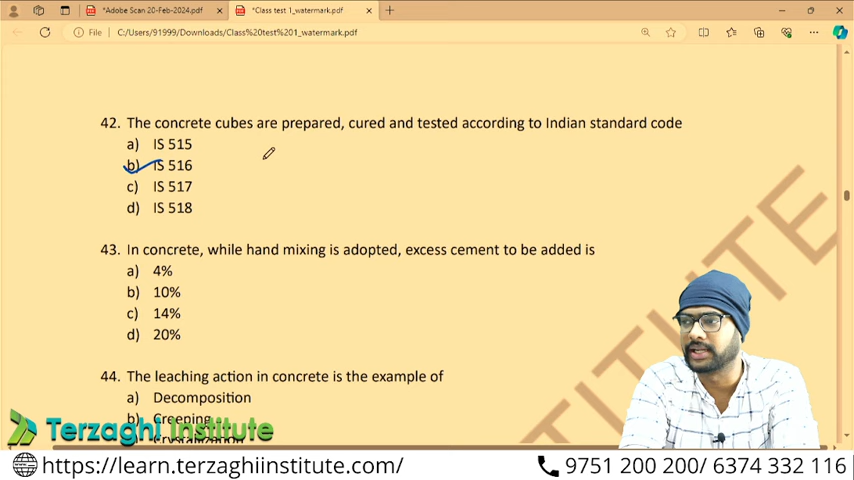 *Adobe Scan 20-Feb-2024.pdf
*Class test 1_watermark.pdf
File
C:/Users/91999/Downloads/Class%20test%201_watermark.pdf
42. The concrete cubes are prepared, cured and tested according to Indian standard code
a) IS 515
b) IS 516
c) IS 517
d) IS 518
43. In concrete, while hand mixing is adopted, excess cement to be added is
a) 4%
b) 10%
c) 14%
d) 20%
44. The leaching action in concrete is the example of
a) Decomposition
b) Creeping
Crystalization
INSTITUTE
Terzaghi Institute
https://learn.terzaghiinstitute.com/
9751 200 200/ 6374 332 116